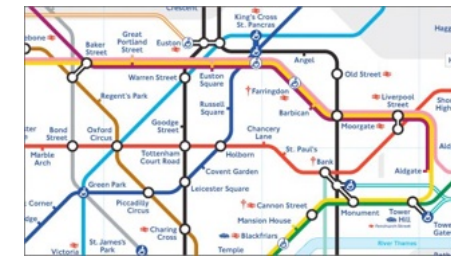 Crescent
King's Cross
St. Pancras
Great
Portland
Street
Euston
Baker
Street
Angel
Warren Street
Euston
Square
Old Street
Regent's Park
Farringdon
Liverpool
Street
Russell
Square
Barbican
Moorgate
Bond
Street
Oxford
Circus
Goodge
Street
Chancery
Lane
St. Paul's
Marble
Arch
Tottenham
Court Road
Holborn
Bank
Covent Garden
Aldgate
Green Park
Leicester Square
Piccadilly
Circus
Cannon Street
Monument
Tower
Hill
Mansion House
Charing
Cross
Blackfriars
St. James's
Park
Victoria
Temple
River Thames